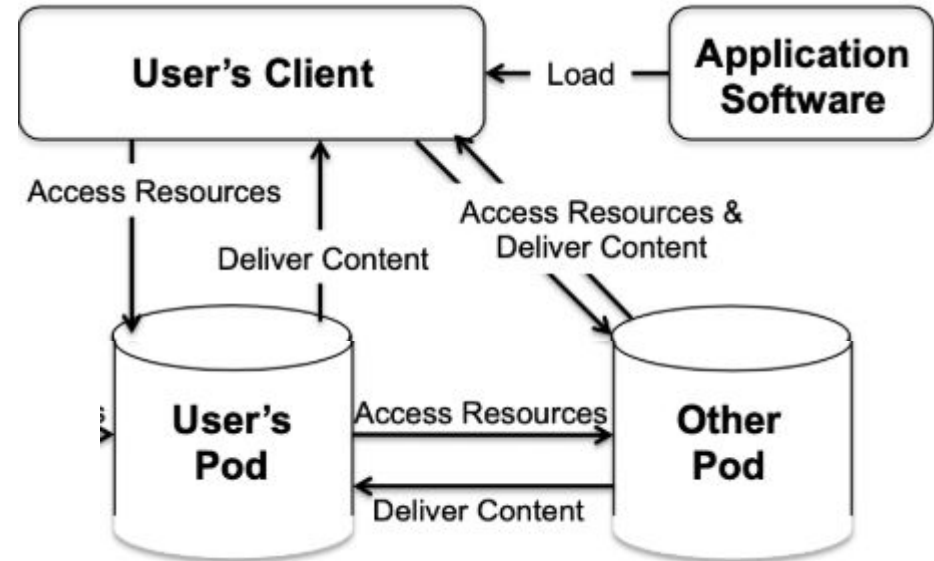 User's Client
Load
Application
Software
Access Resources
Deliver Content
Access Resources &
Deliver Content
User's
Pod
Access Resources
Deliver Content
Other
Pod